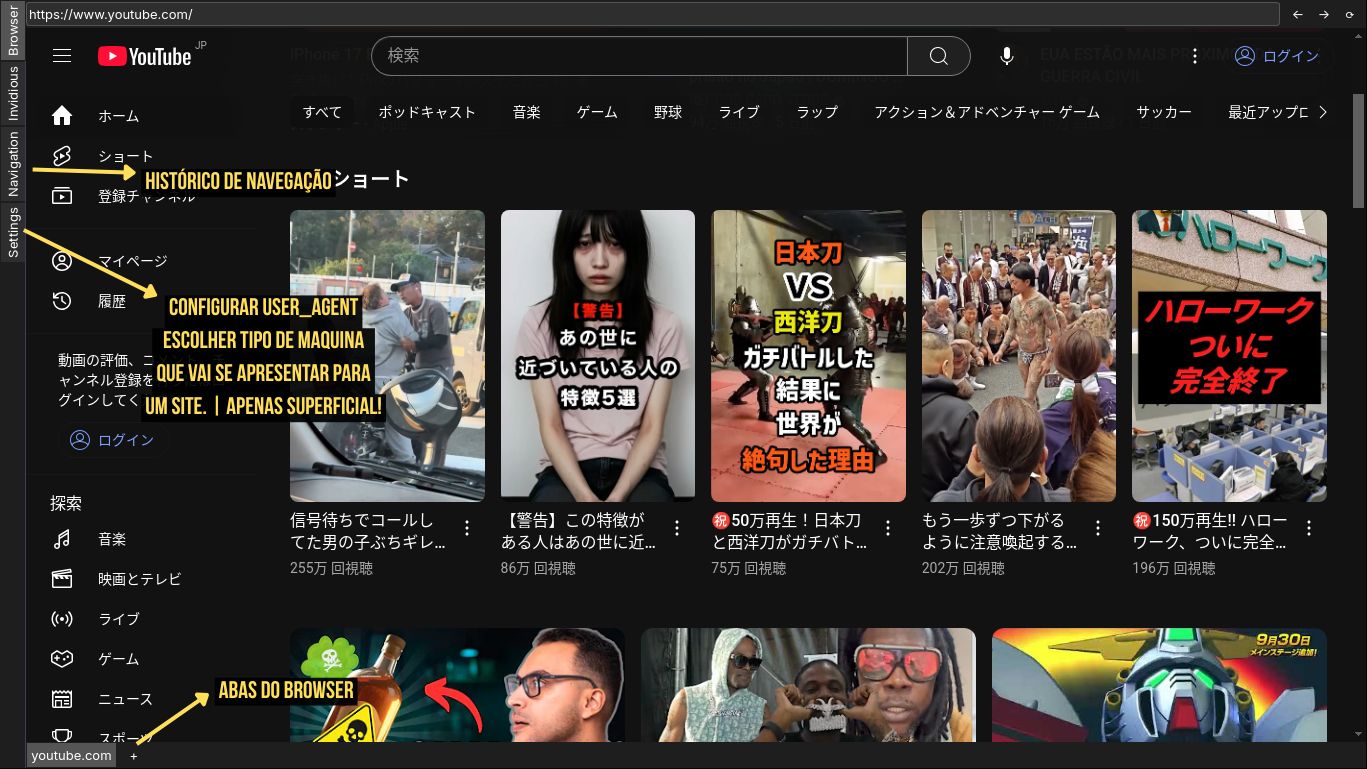 https://www.youtube.com/
Browser
Invidious
Navigation
Settings
YouTube JP
検索
ログイン
すべて
ポッドキャスト
音楽
ゲーム
野球
ライブ
ラップ
アクション＆アドベンチャー ゲーム
サッカー
最近アップロ
ホーム
ショート
登録チャンネル
マイページ
履歴
動画の評価、コメント、チ
ャンネル登録を
グインしてく
ログイン
探索
音楽
映画とテレビ
ライブ
ゲーム
ニュース
スポーツ
HISTÓRICO DE NAVEGAÇÃO
CONFIGURAR USER_AGENT
ESCOLHER TIPO DE MAQUINA
QUE VAI SE APRESENTAR PARA
UM SITE. | APENAS SUPERFICIAL!
ABAS DO BROWSER
ショート
【警告】
あの世に
近づいている人の
特徴5選
日本刀
VS
西洋刀
ガチバトルした
結果に
世界が
絶句した理由
ハローワーク
ハローワーク
ついに
完全終了
信号待ちでコールし
てた男の子ぶちギレ...
255万 回視聴
【警告】この特徴が
ある人はあの世に近...
86万 回視聴
㊗️50万再生！日本刀
と西洋刀がガチバト...
75万 回視聴
もう一歩ずつ下がる
ように注意喚起する...
202万 回視聴
㊗️150万再生!! ハロー
ワーク、ついに完全...
196万 回視聴
9月30日
メインステージ追加!
youtube.com
+